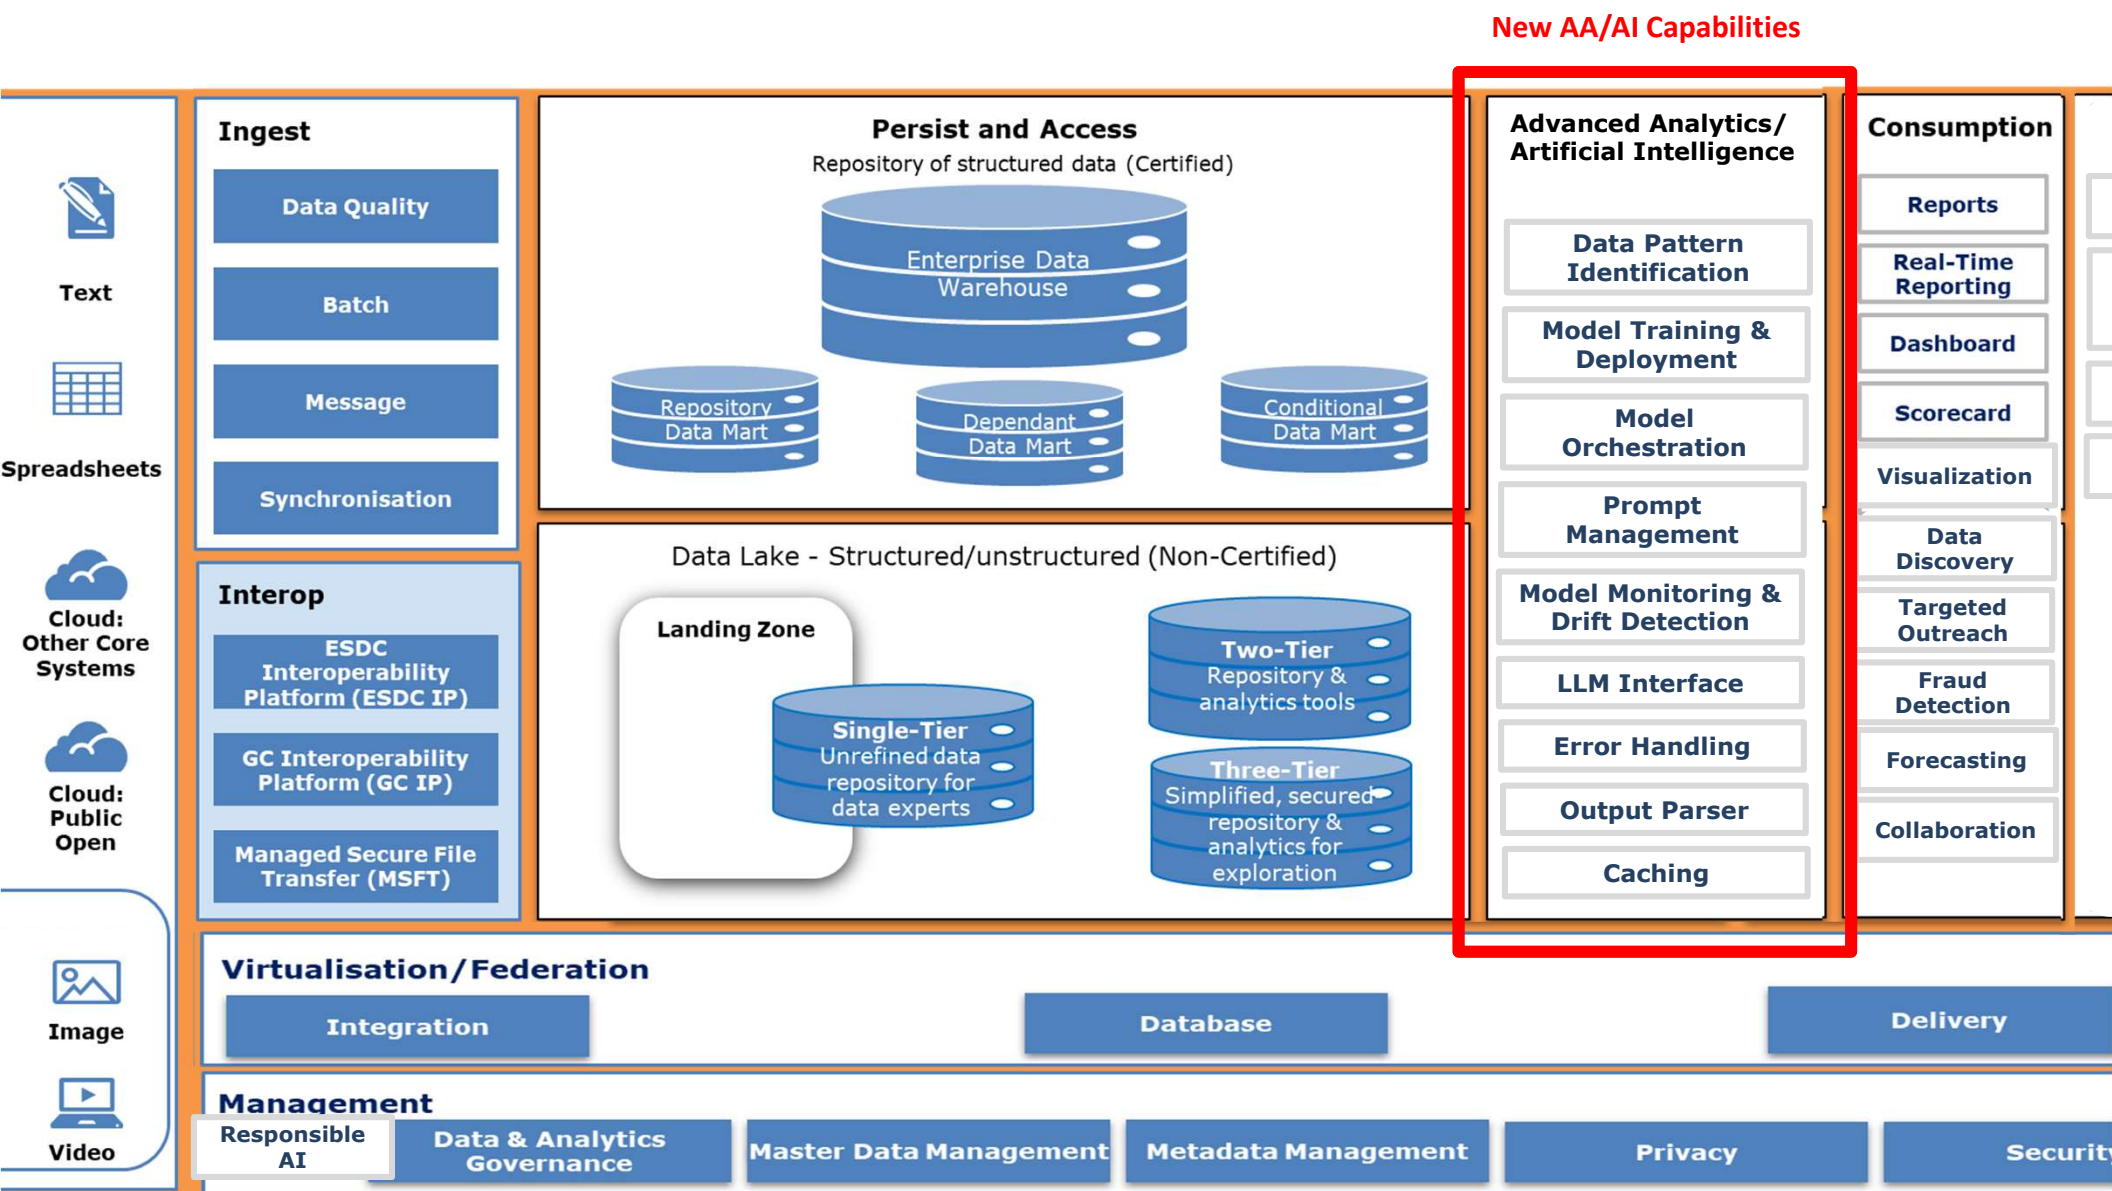 New AA/AI Capabilities
Text
Spreadsheets
Cloud:
Other Core
Systems
Cloud:
Public
Open
Image
Video
Ingest
Data Quality
Batch
Message
Synchronisation
Interop
ESDC
Interoperability
Platform (ESDC IP)
GC Interoperability
Platform (GC IP)
Managed Secure File
Transfer (MSFT)
Persist and Access
Repository of structured data (Certified)
Enterprise Data
Warehouse
Repository
Data Mart
Dependant
Data Mart
Conditional
Data Mart
Data Lake - Structured/unstructured (Non-Certified)
Landing Zone
Single-Tier
Unrefined data
repository for
data experts
Two-Tier
Repository &
analytics tools
Three-Tier
Simplified, secured
repository &
analytics for
exploration
Advanced Analytics/
Artificial Intelligence
Data Pattern
Identification
Model Training &
Deployment
Model
Orchestration
Prompt
Management
Model Monitoring &
Drift Detection
LLM Interface
Error Handling
Output Parser
Caching
Consumption
Reports
Real-Time
Reporting
Dashboard
Scorecard
Visualization
Data
Discovery
Targeted
Outreach
Fraud
Detection
Forecasting
Collaboration
Virtualisation/Federation
Integration
Database
Delivery
Management
Responsible
AI
Data & Analytics
Governance
Master Data Management
Metadata Management
Privacy
Security